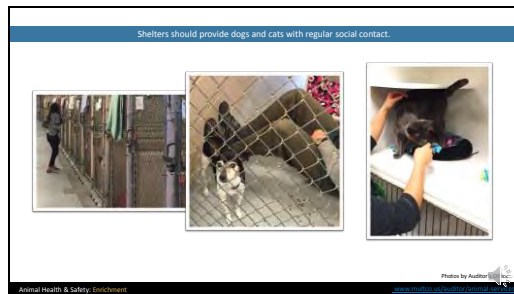 Shelters should provide dogs and cats with regular social contact.
Photos by Auditor's
Animal Health & Safety: Enrichment
www.multco.us/auditor/animal-services